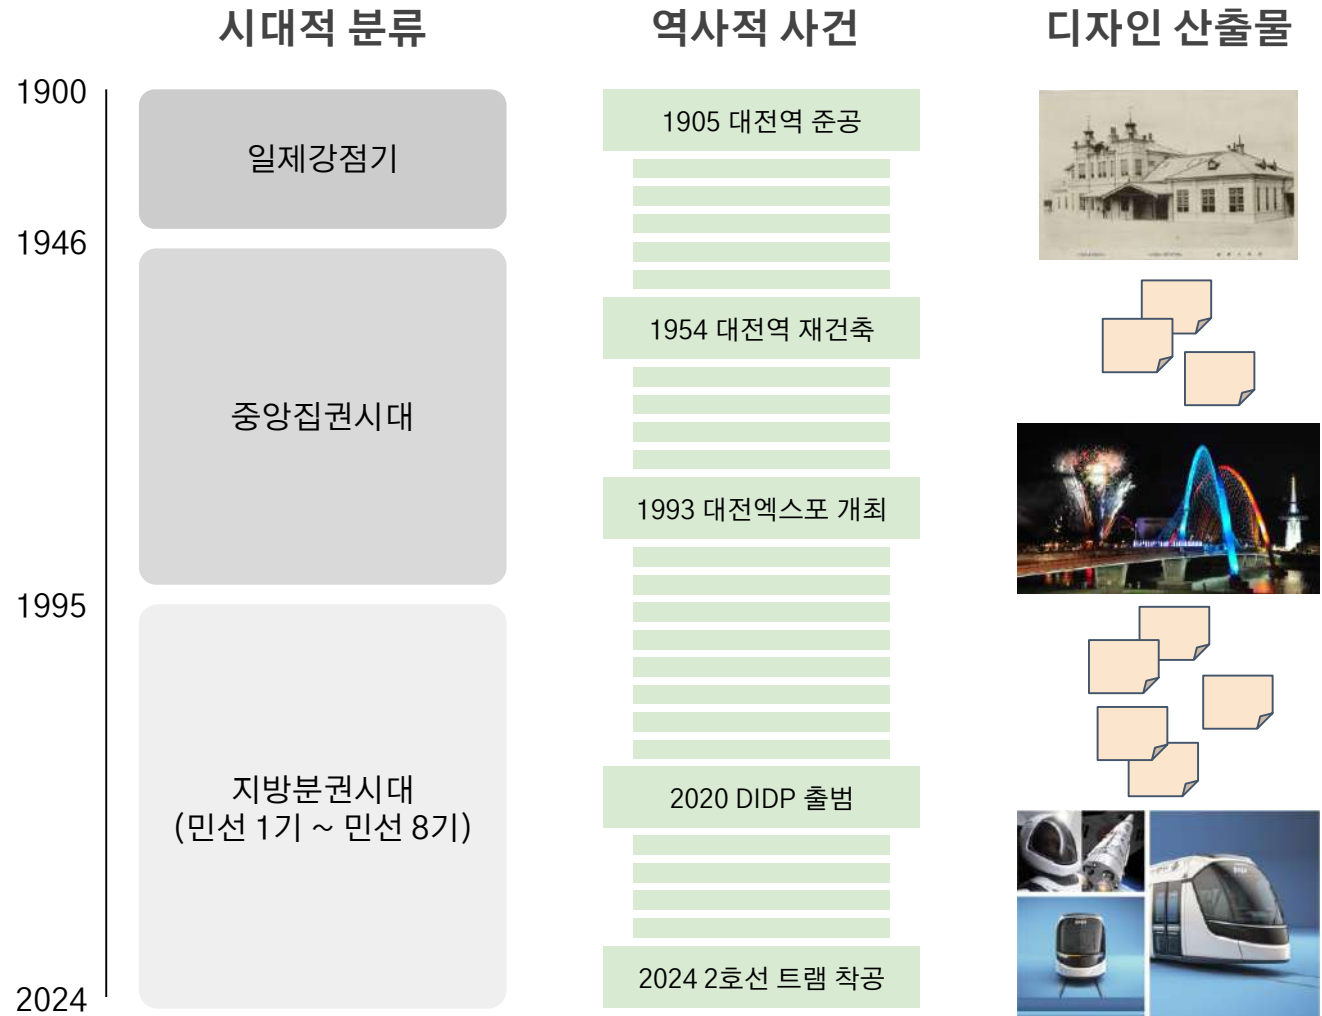 시대적 분류
역사적 사건
디자인 산출물
1900
일제강점기
1946
중앙집권시대
1995
지방분권시대
(민선 1기 ~ 민선 8기)
2024
1905 대전역 준공
1954 대전역 재건축
1993 대전엑스포 개최
2020 DIDP 출범
2024 2호선 트램 착공